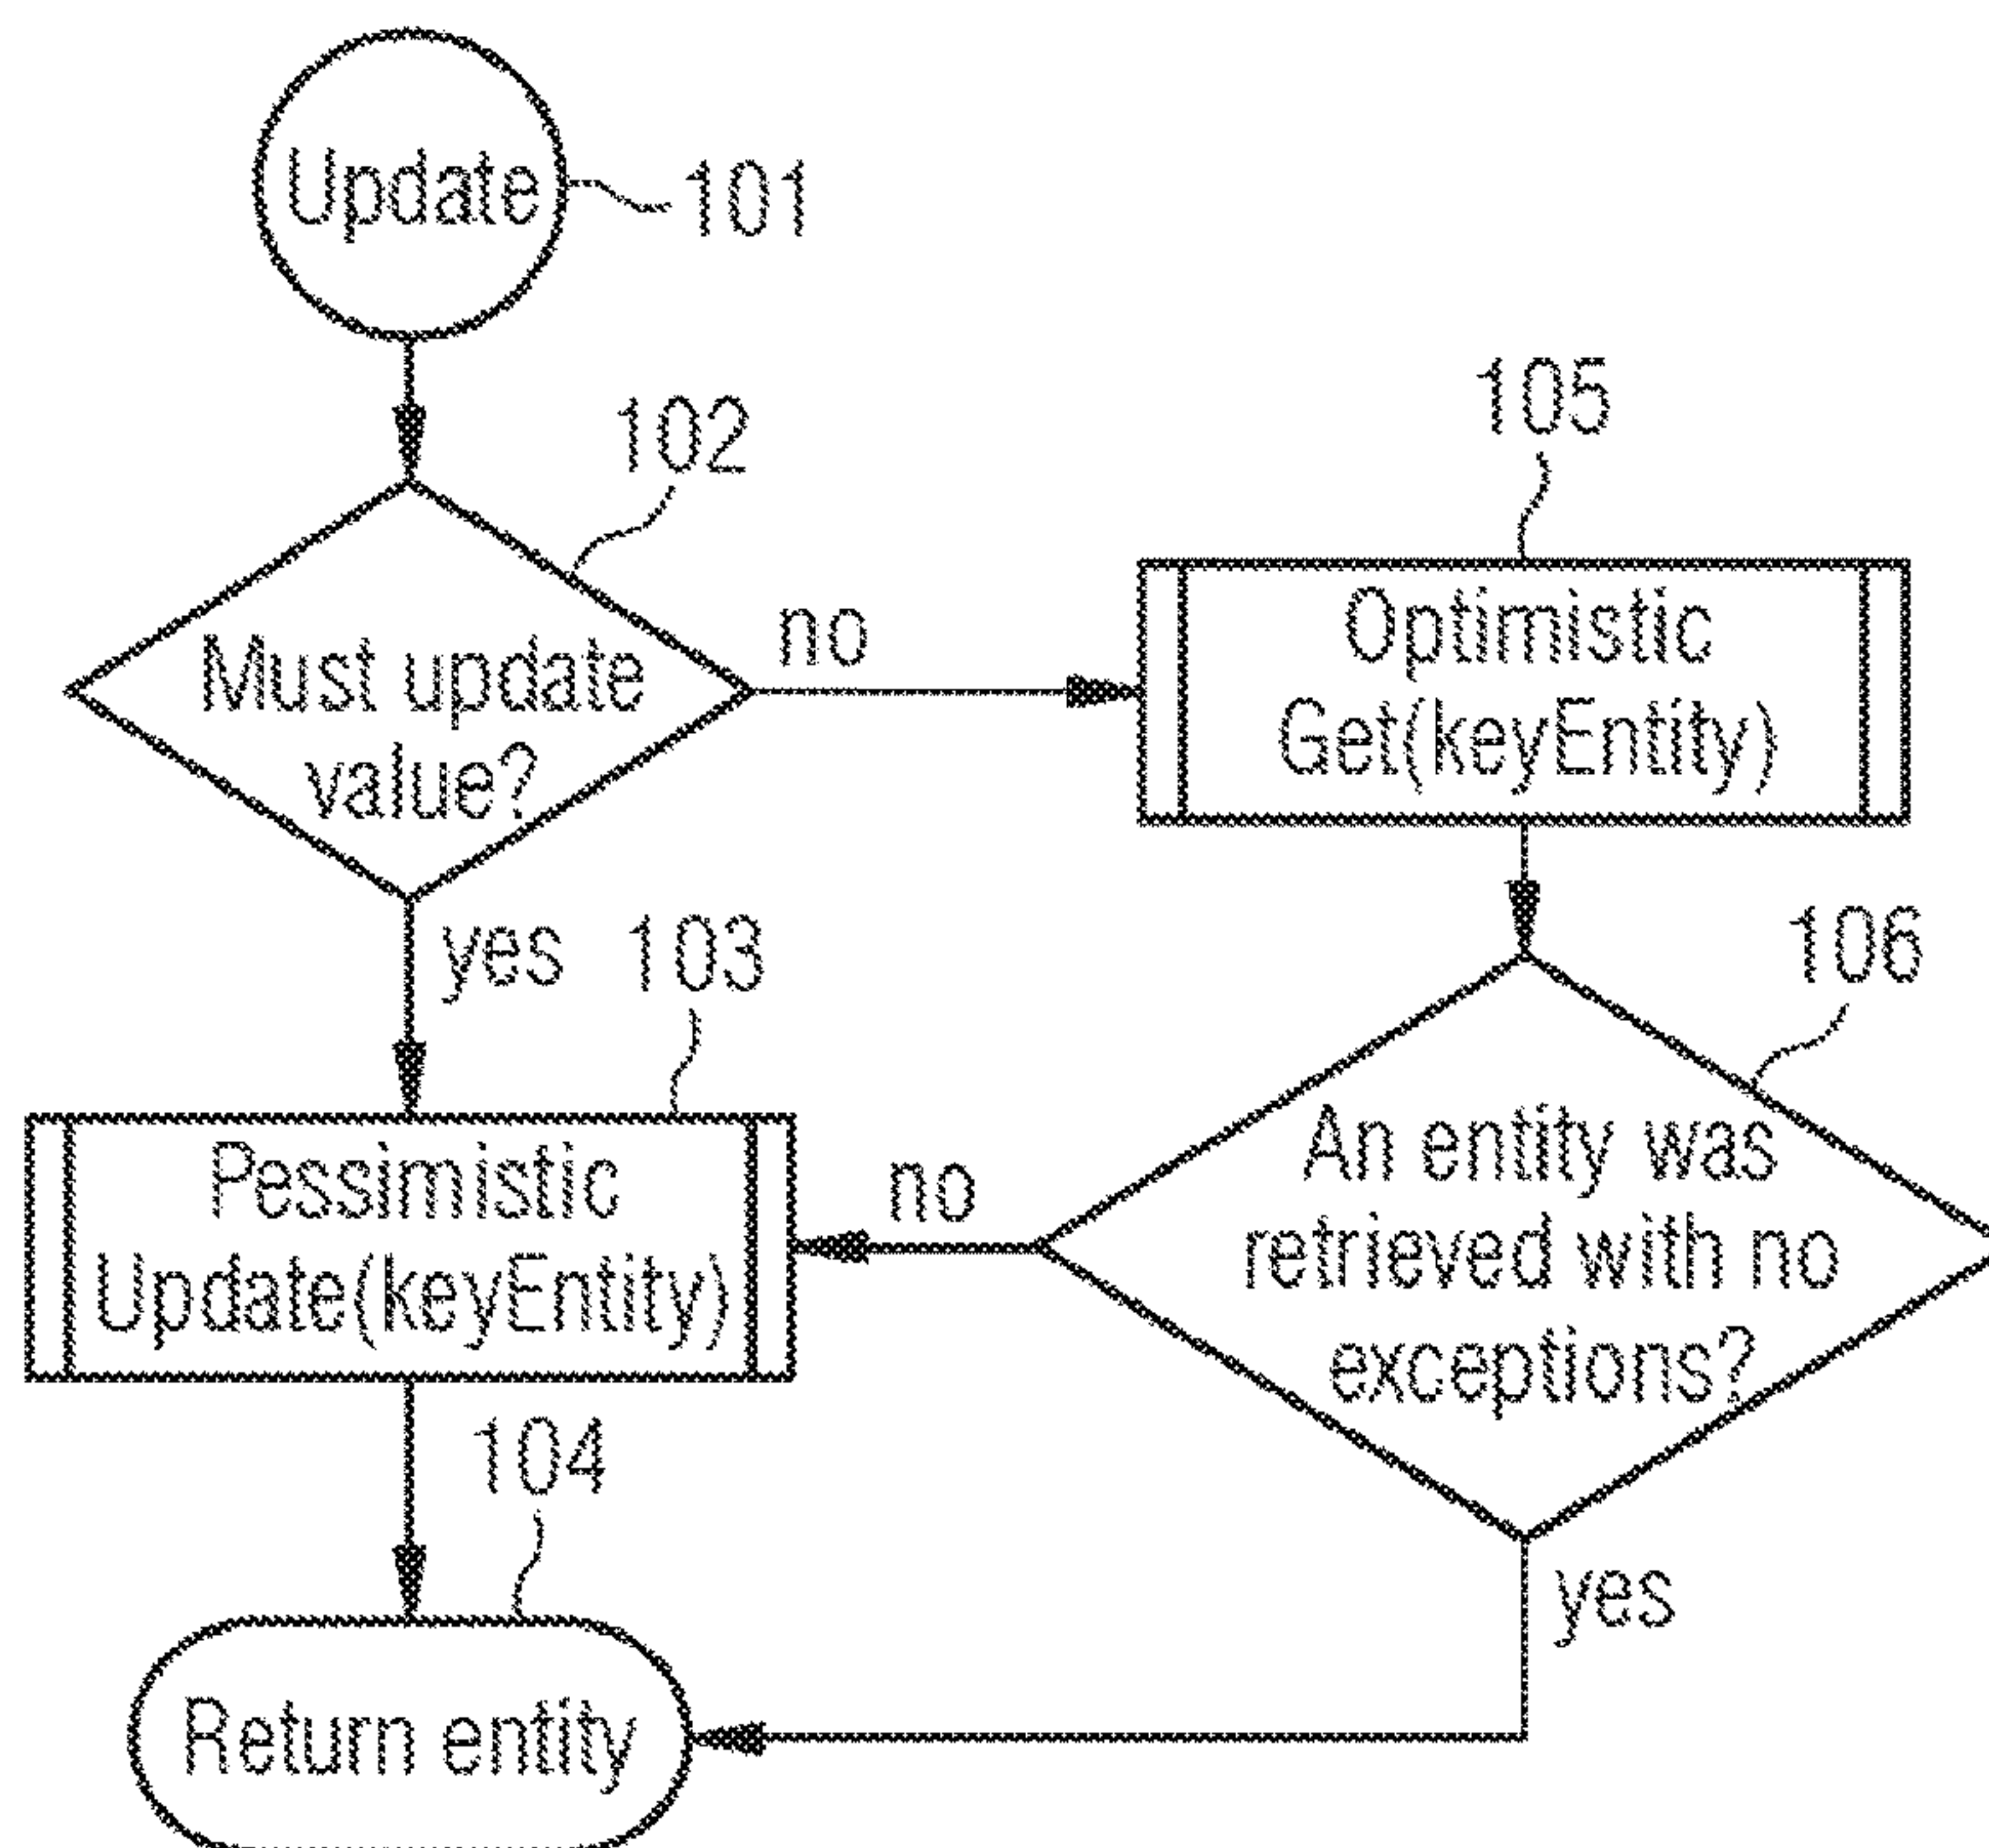 Update
101
102
Must update
value?
no
105
Optimistic
Get(keyEntity)
yes
103
Pessimistic
Update(keyEntity)
no
106
An entity was
retrieved with no
exceptions?
yes
104
Return entity